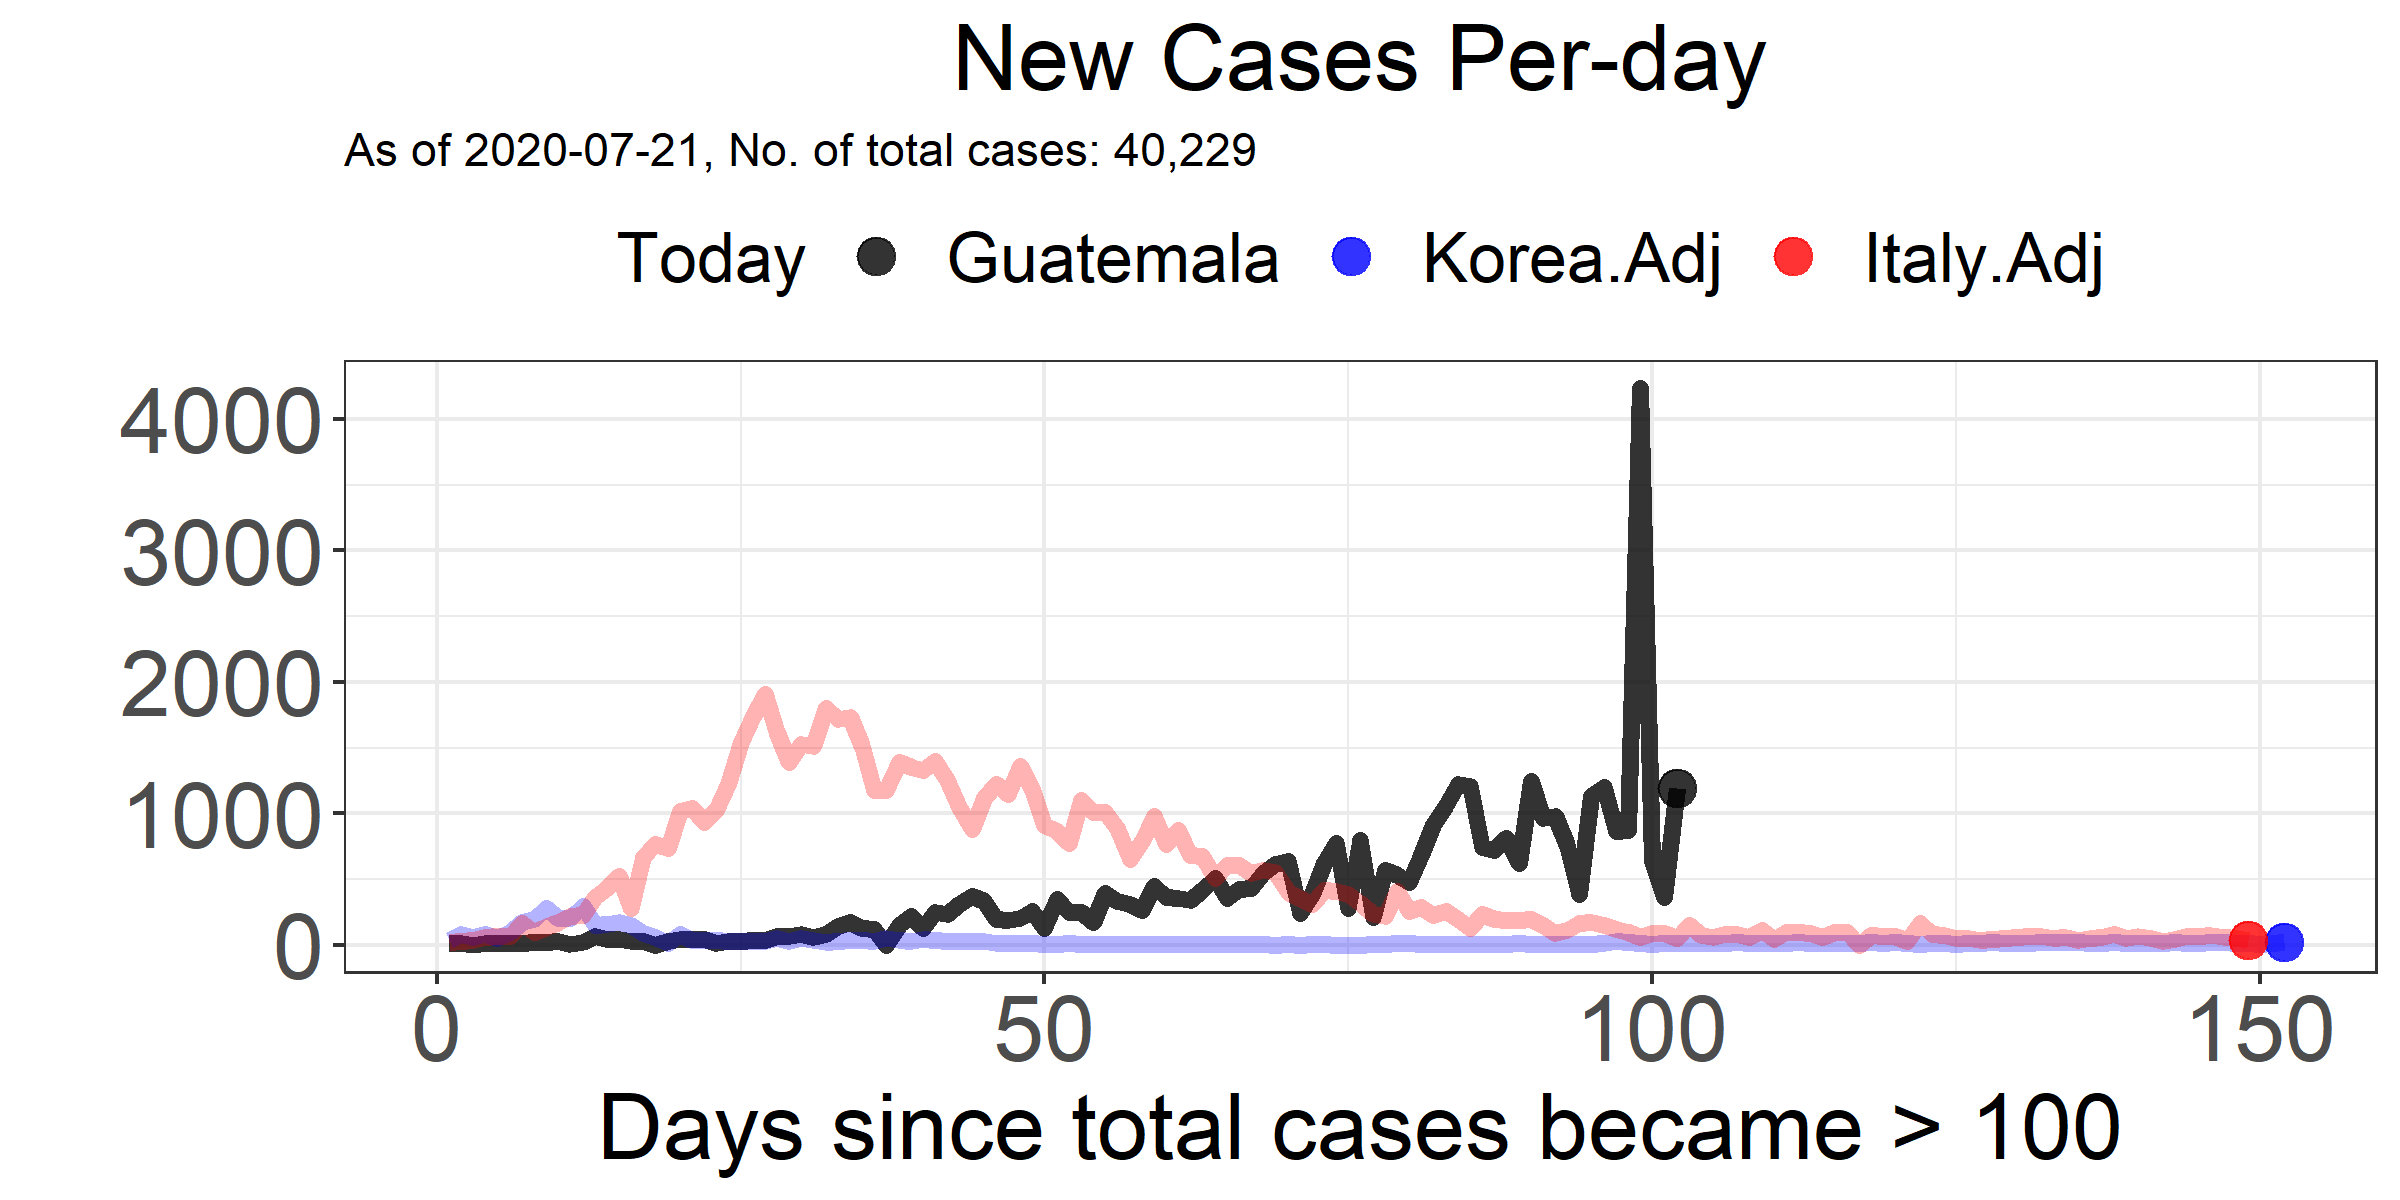 New Cases Per-day
As of 2020-07-21, No. of total cases: 40,229
Today Guatemala Korea.Adj Italy.Adj
4000
3000
2000
1000
0
0 50 100 150
Days since total cases became > 100